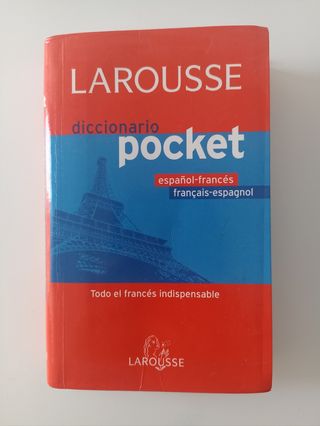 LAROUSSE
diccionario
pocket
español-francés
français-espagnol
Todo el francés indispensable
LAROUSSE